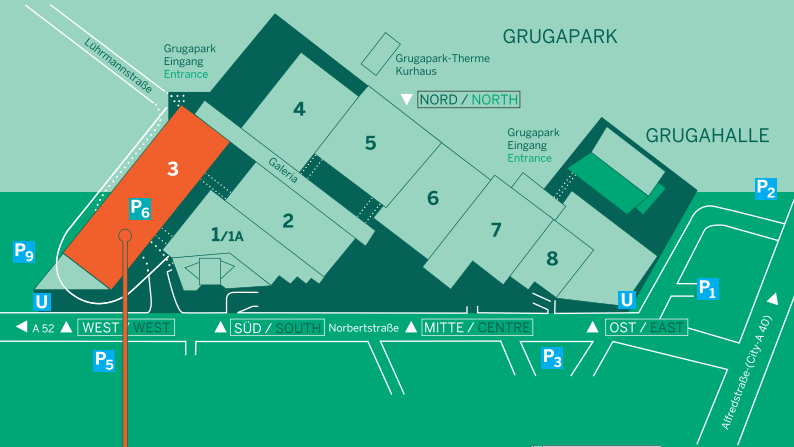 GRUGAPARK
Lührmannstraße
Grugapark
Eingang
Entrance
Grugapark-Therme
Kurhaus
NORD / NORTH
Grugapark
Eingang
Entrance
GRUGAHALLE
4
5
3
Galeria
6
P2
P6
2
7
1/1A
8
P9
P1
U
U
A 52
WEST / WEST
SÜD / SOUTH
Norbertstraße
MITTE / CENTRE
OST / EAST
P5
P3
Alfredstraße-(City-A 40)